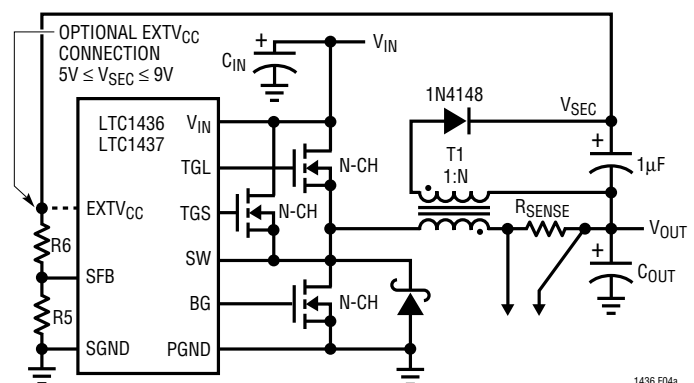 OPTIONAL EXTVCC
CONNECTION
5V ≤ VSEC ≤ 9V
+
CIN
VIN
LTC1436
LTC1437
VIN
TGL
TGS
SW
BG
PGND
EXTVCC
SFB
SGND
R6
R5
N-CH
N-CH
N-CH
1N4148
T1
1:N
VSEC
+
1µF
RSENSE
VOUT
+
COUT
1436 F04a